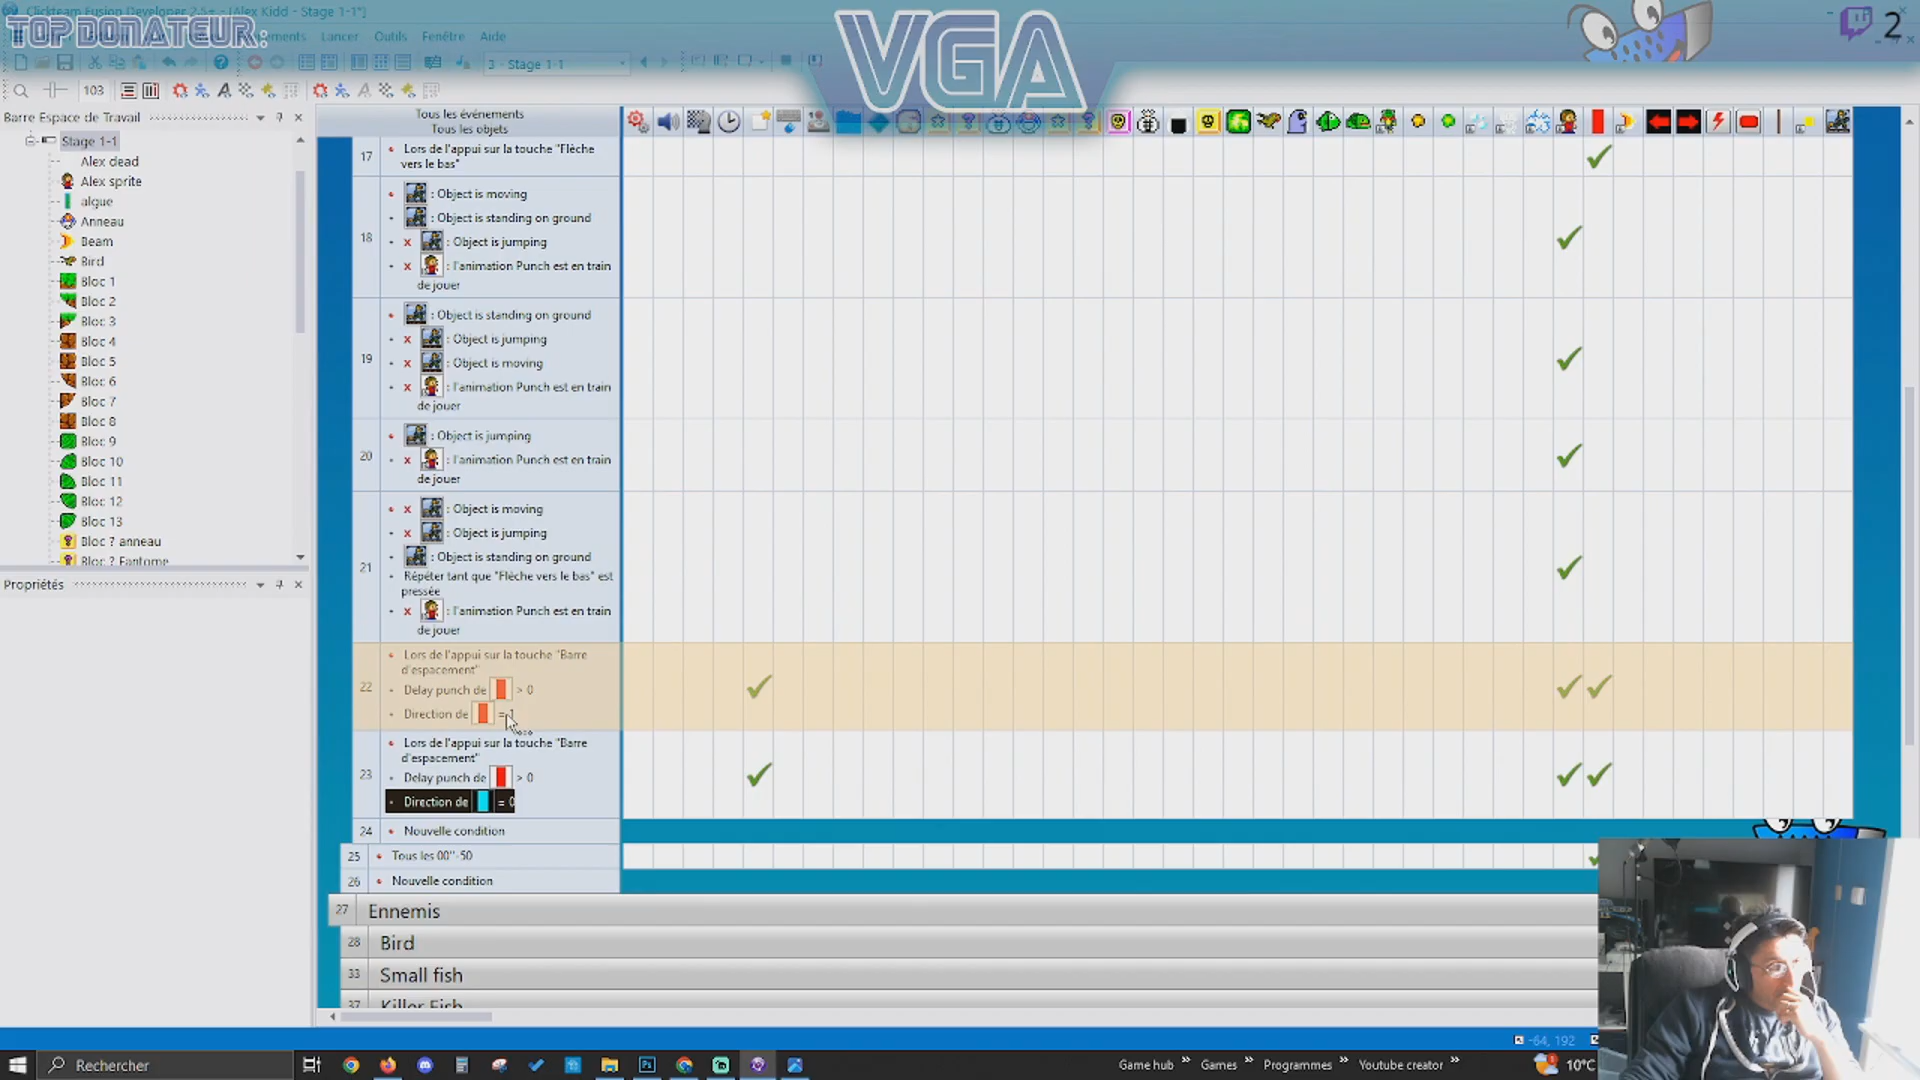 Clickteam Fusion Developer 2.5+ - [Alex Kidd - Stage 1-1*]
TOP DONATEUR :
VGA
2
Lancer Outils Fenêtre Aide
3 - Stage 1-1
103
Barre Espace de Travail
Stage 1-1
Alex dead
Alex sprite
algue
Anneau
Beam
Bird
Bloc 1
Bloc 2
Bloc 3
Bloc 4
Bloc 5
Bloc 6
Bloc 7
Bloc 8
Bloc 9
Bloc 10
Bloc 11
Bloc 12
Bloc 13
Bloc ? anneau
Bloc ? Fantome
Propriétés
Tous les événements
Tous les objets
17
Lors de l'appui sur la touche "Flèche
vers le bas"
18
: Object is moving
: Object is standing on ground
X : Object is jumping
X : l'animation Punch est en train
de jouer
19
: Object is standing on ground
X : Object is jumping
X : Object is moving
X : l'animation Punch est en train
de jouer
20
: Object is jumping
X : l'animation Punch est en train
de jouer
21
X : Object is moving
X : Object is jumping
: Object is standing on ground
Répéter tant que "Flèche vers le bas" est
pressée
X : l'animation Punch est en train
de jouer
22
Lors de l'appui sur la touche "Barre
d'espacement"
Delay punch de > 0
Direction de = 1
23
Lors de l'appui sur la touche "Barre
d'espacement"
Delay punch de > 0
Direction de = 0
24 Nouvelle condition
25 Tous les 00"-50
26 Nouvelle condition
27 Ennemis
28 Bird
33 Small fish
37 Killer Fish
-64, 192
Rechercher
Game hub
Games
Programmes
Youtube creator
10°C